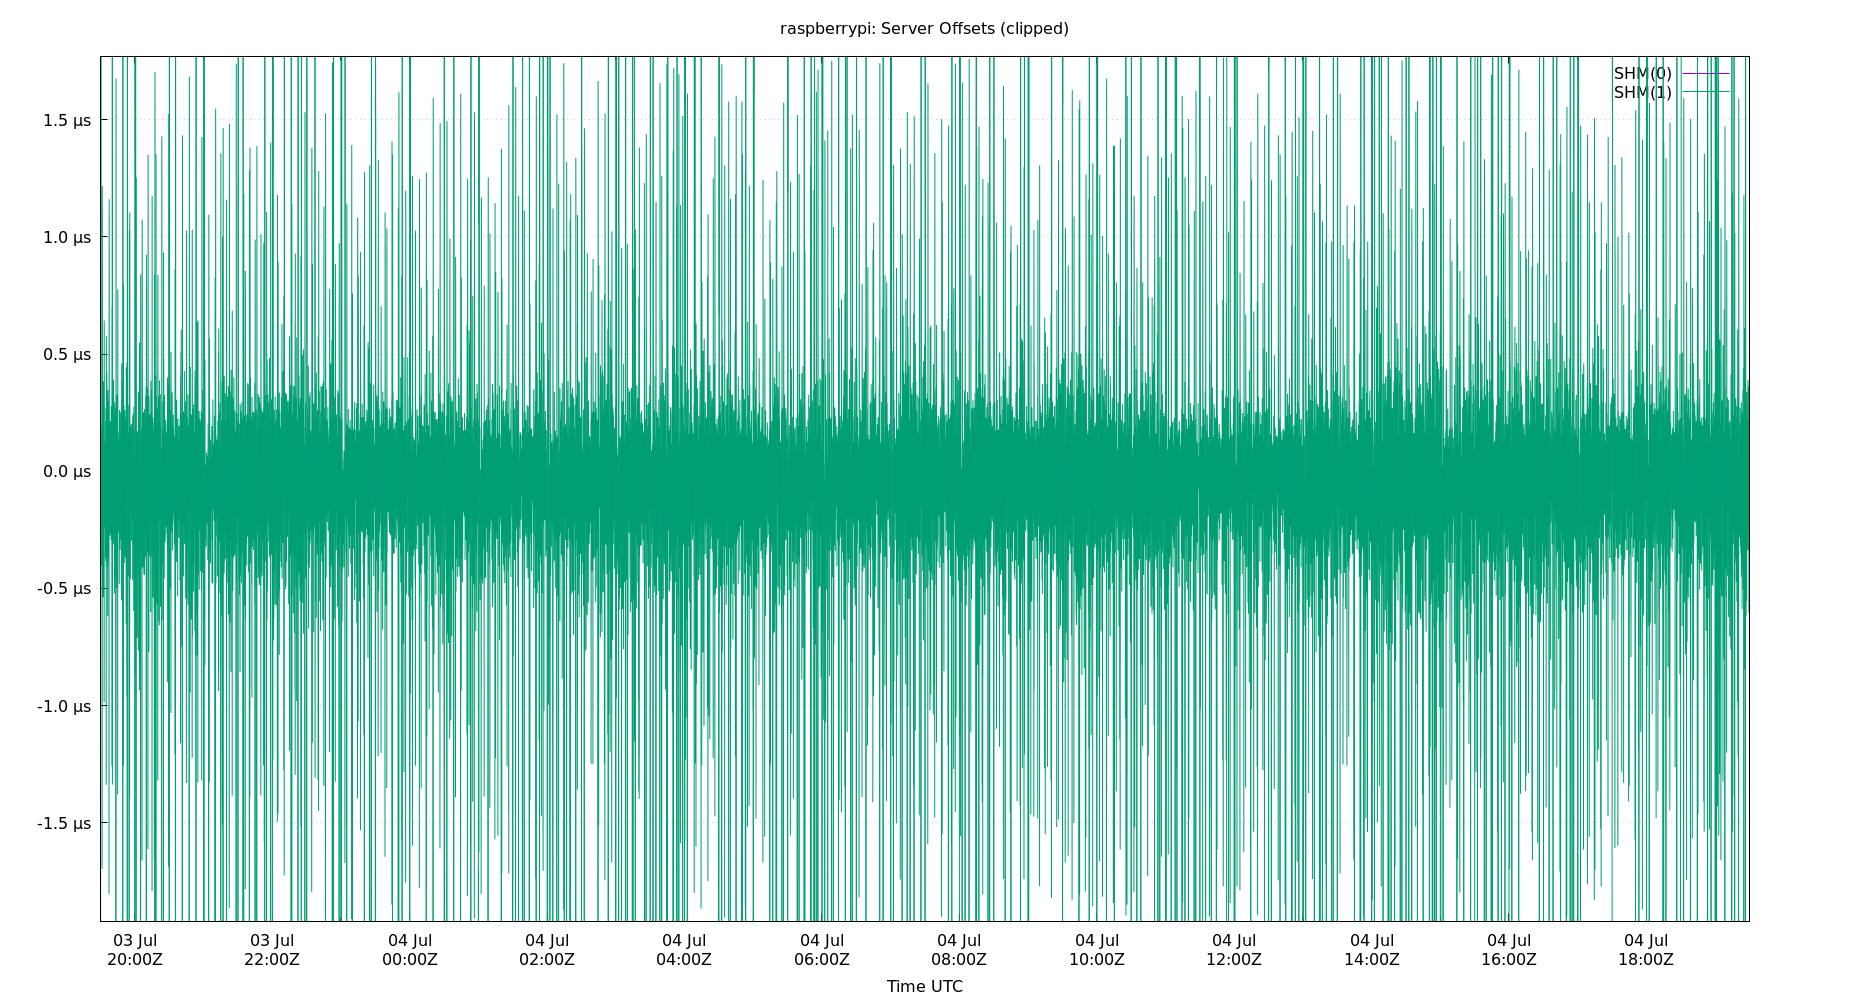 raspberrypi: Server Offsets (clipped)
SHM(0)
SHM(1)
1.5 µs
1.0 µs
0.5 µs
0.0 µs
-0.5 µs
-1.0 µs
-1.5 µs
03 Jul 03 Jul 04 Jul 04 Jul 04 Jul 04 Jul 04 Jul 04 Jul 04 Jul 04 Jul 04 Jul 04 Jul
20:00Z 22:00Z 00:00Z 02:00Z 04:00Z 06:00Z 08:00Z 10:00Z 12:00Z 14:00Z 16:00Z 18:00Z
Time UTC